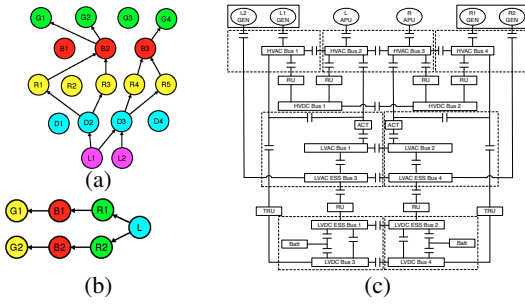 G1 G2 G3 G4
B1 B2 B3
R1 R2 R3 R4 R5
D1 D2 D3 D4
L1 L2
(a)
G1 B1 R1
L
G2 B2 R2
(b)
L2 GEN L1 GEN L APU R APU R1 GEN R2 GEN
HVAC Bus 1 HVAC Bus 2 HVAC Bus 3 HVAC Bus 4
RU RU RU RU
HVDC Bus 1 HVDC Bus 2
ACT ACT
LVAC Bus 1 LVAC Bus 2
LVAC ESS Bus 3 LVAC ESS Bus 4
TRU RU RU TRU
LVDC ESS Bus 1 LVDC ESS Bus 2
Batt Batt
LVDC Bus 3 LVDC Bus 4
(c)